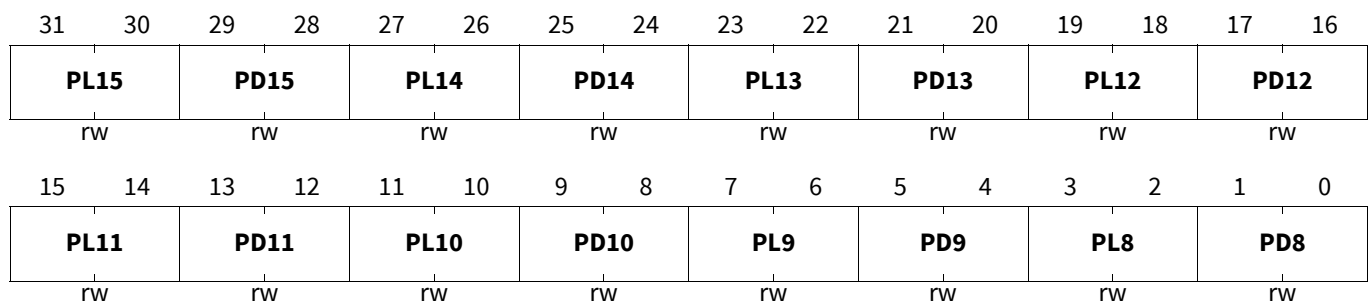 31 30 29 28 27 26 25 24 23 22 21 20 19 18 17 16
PL15 PD15 PL14 PD14 PL13 PD13 PL12 PD12
rw rw rw rw rw rw rw rw
15 14 13 12 11 10 9 8 7 6 5 4 3 2 1 0
PL11 PD11 PL10 PD10 PL9 PD9 PL8 PD8
rw rw rw rw rw rw rw rw